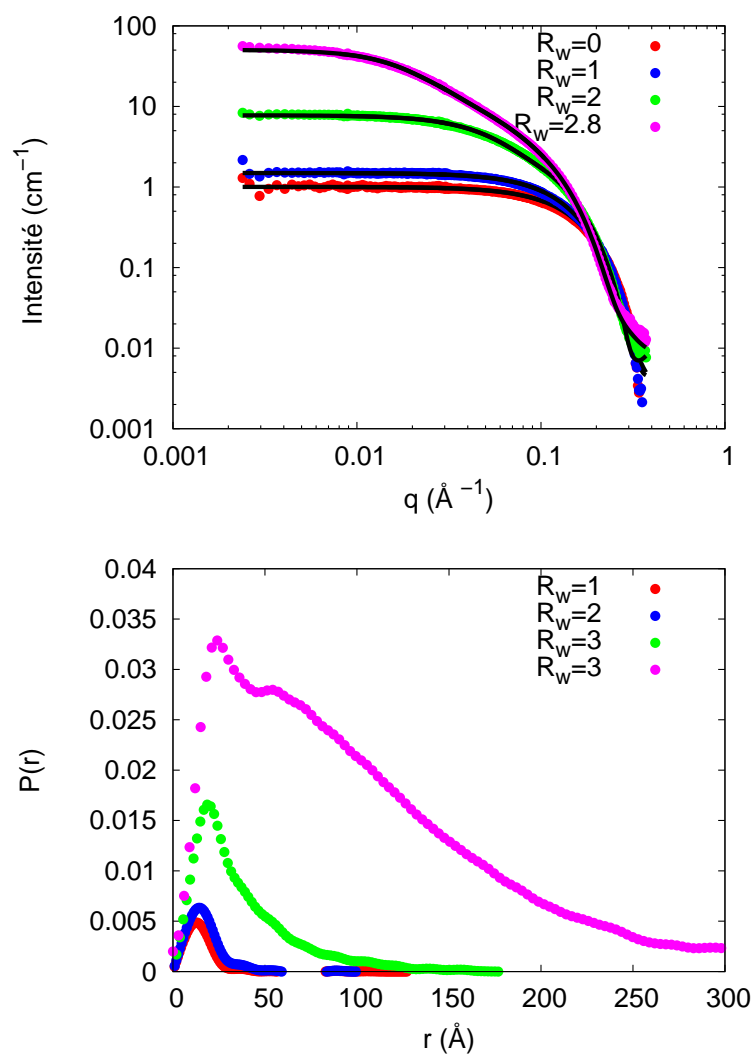 100
10
1
0.1
0.01
0.001
0.001
0.01
0.1
1
Intensité (cm⁻¹)
q (Å ⁻¹)
R_w=0
R_w=1
R_w=2
R_w=2.8
0.04
0.035
0.03
0.025
0.02
0.015
0.01
0.005
0
0
50
100
150
200
250
300
P(r)
r (Å)
R_w=1
R_w=2
R_w=3
R_w=3